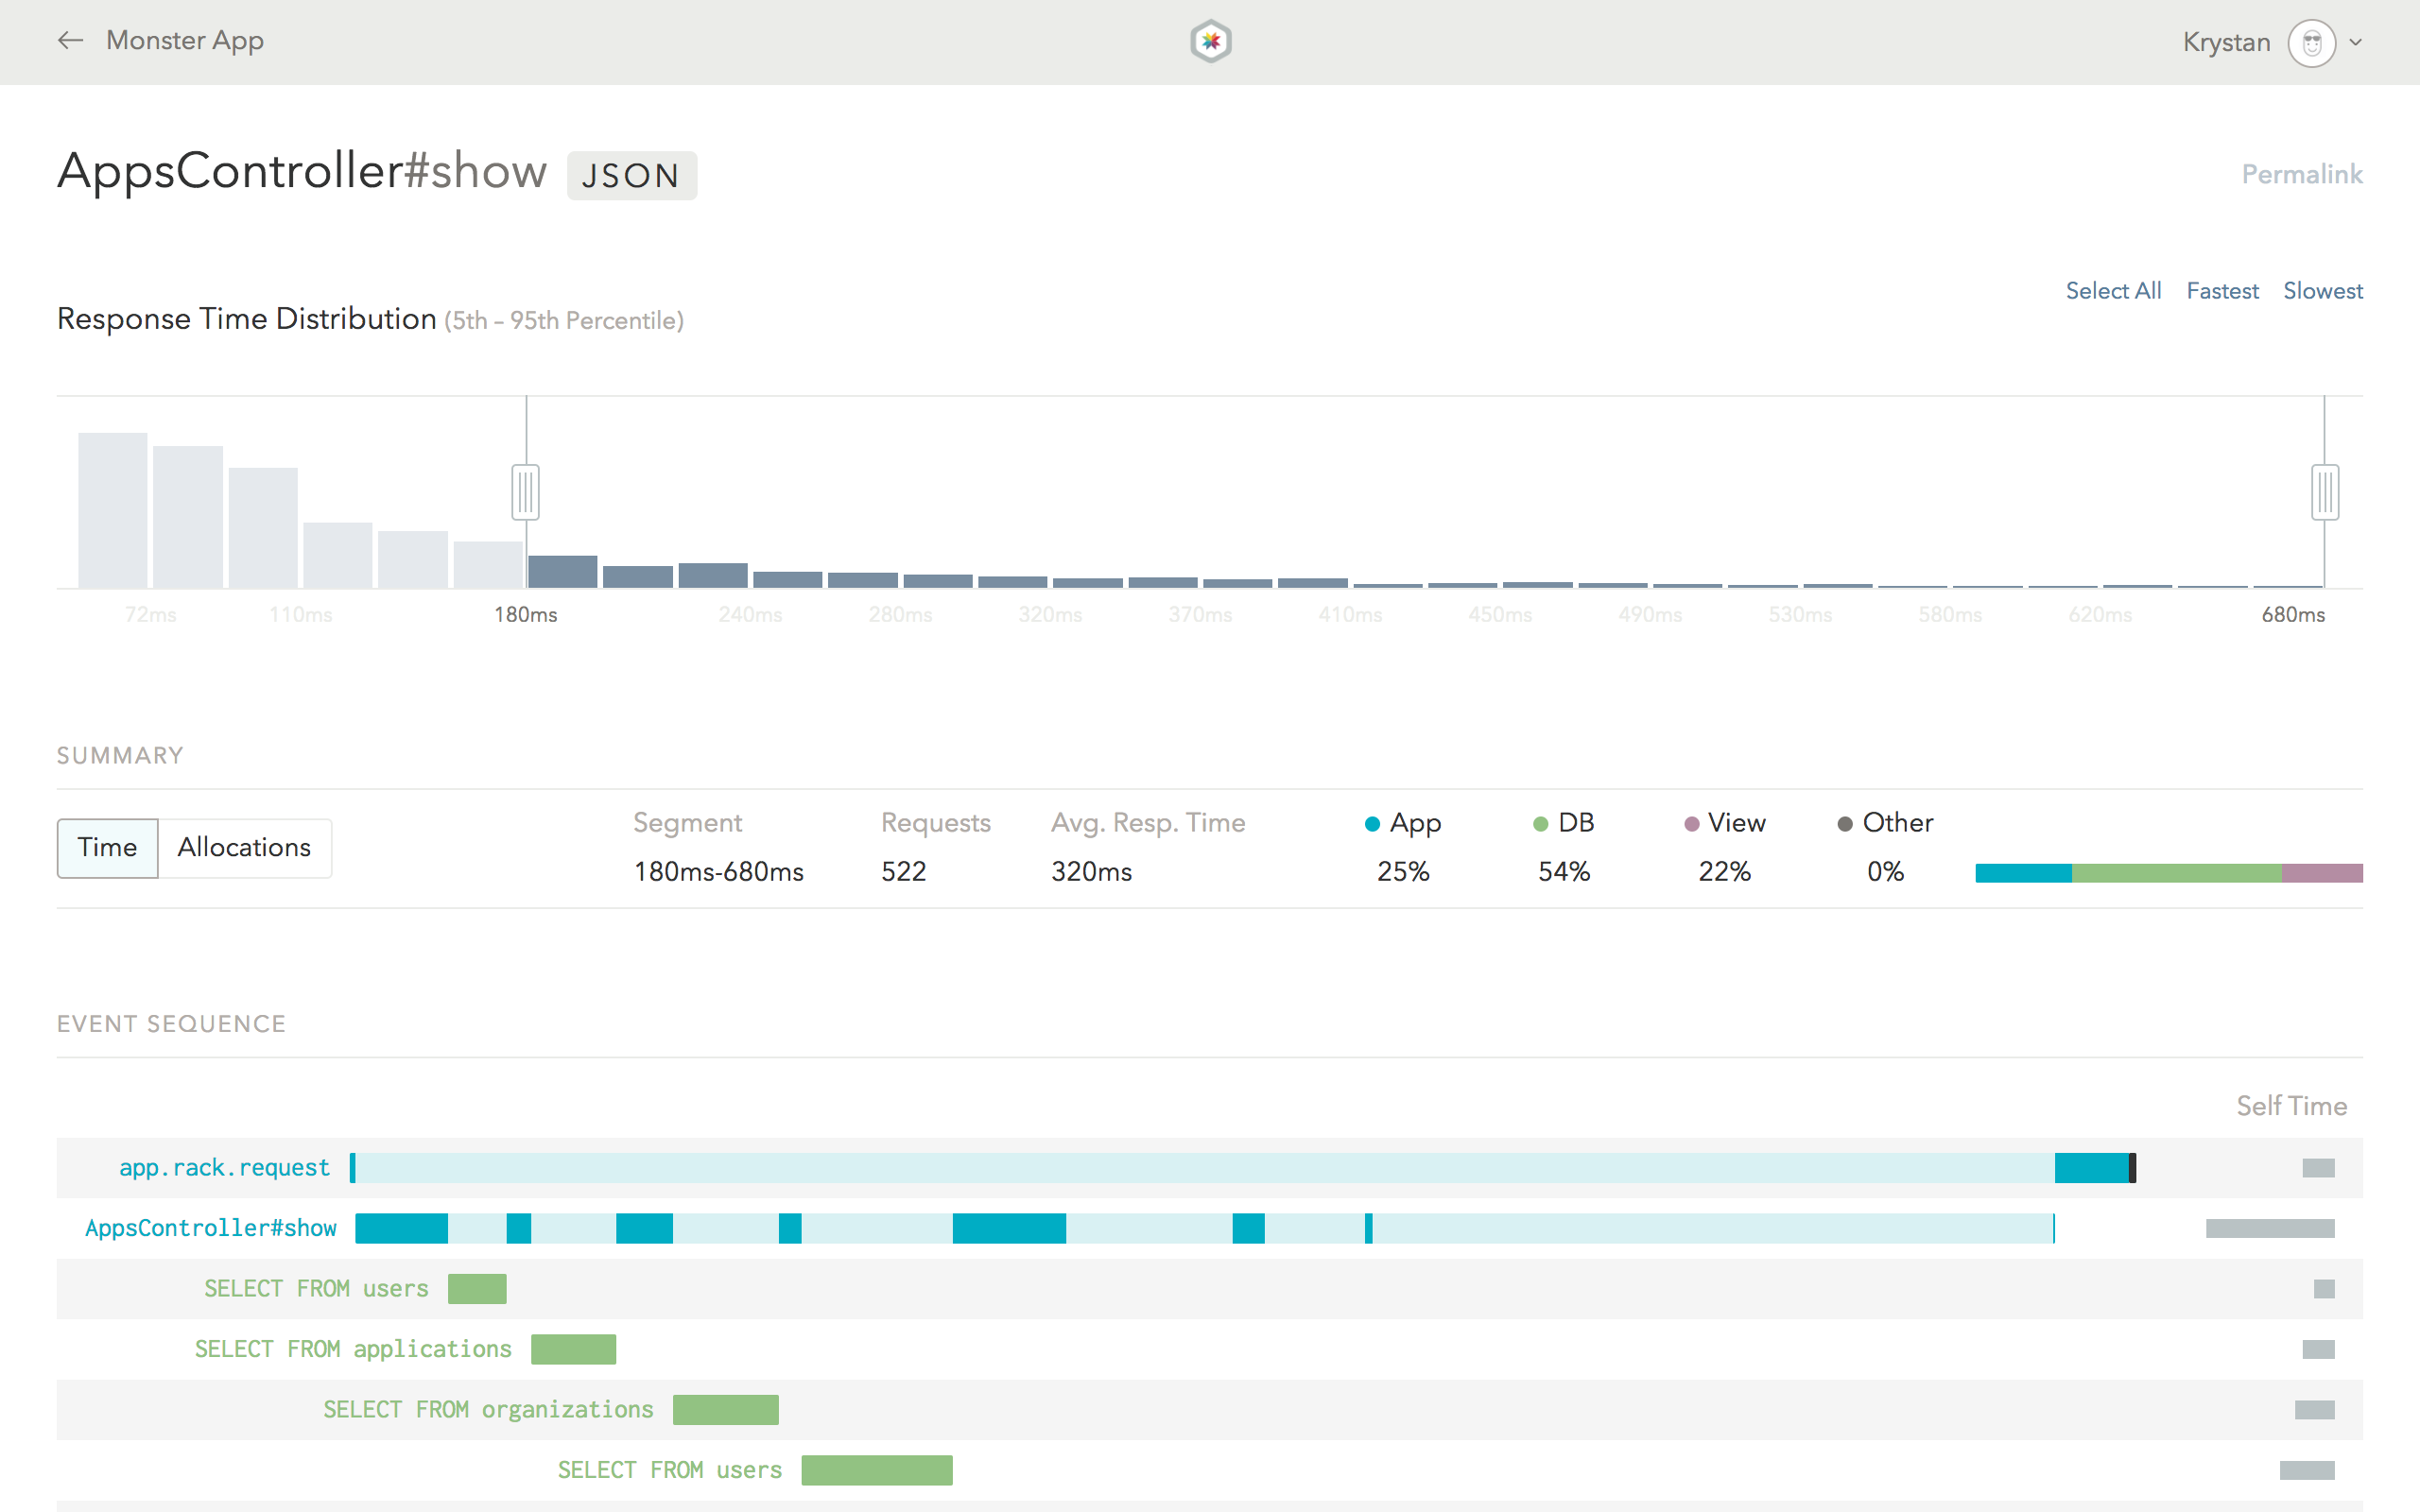 Monster App
Krystan
AppsController#show JSON
Permalink
Select All Fastest Slowest
Response Time Distribution (5th – 95th Percentile)
72ms 110ms 180ms 240ms 280ms 320ms 370ms 410ms 450ms 490ms 530ms 580ms 620ms 680ms
SUMMARY
Time Allocations
Segment Requests Avg. Resp. Time App DB View Other
180ms-680ms 522 320ms 25% 54% 22% 0%
EVENT SEQUENCE
Self Time
app.rack.request
AppsController#show
SELECT FROM users
SELECT FROM applications
SELECT FROM organizations
SELECT FROM users